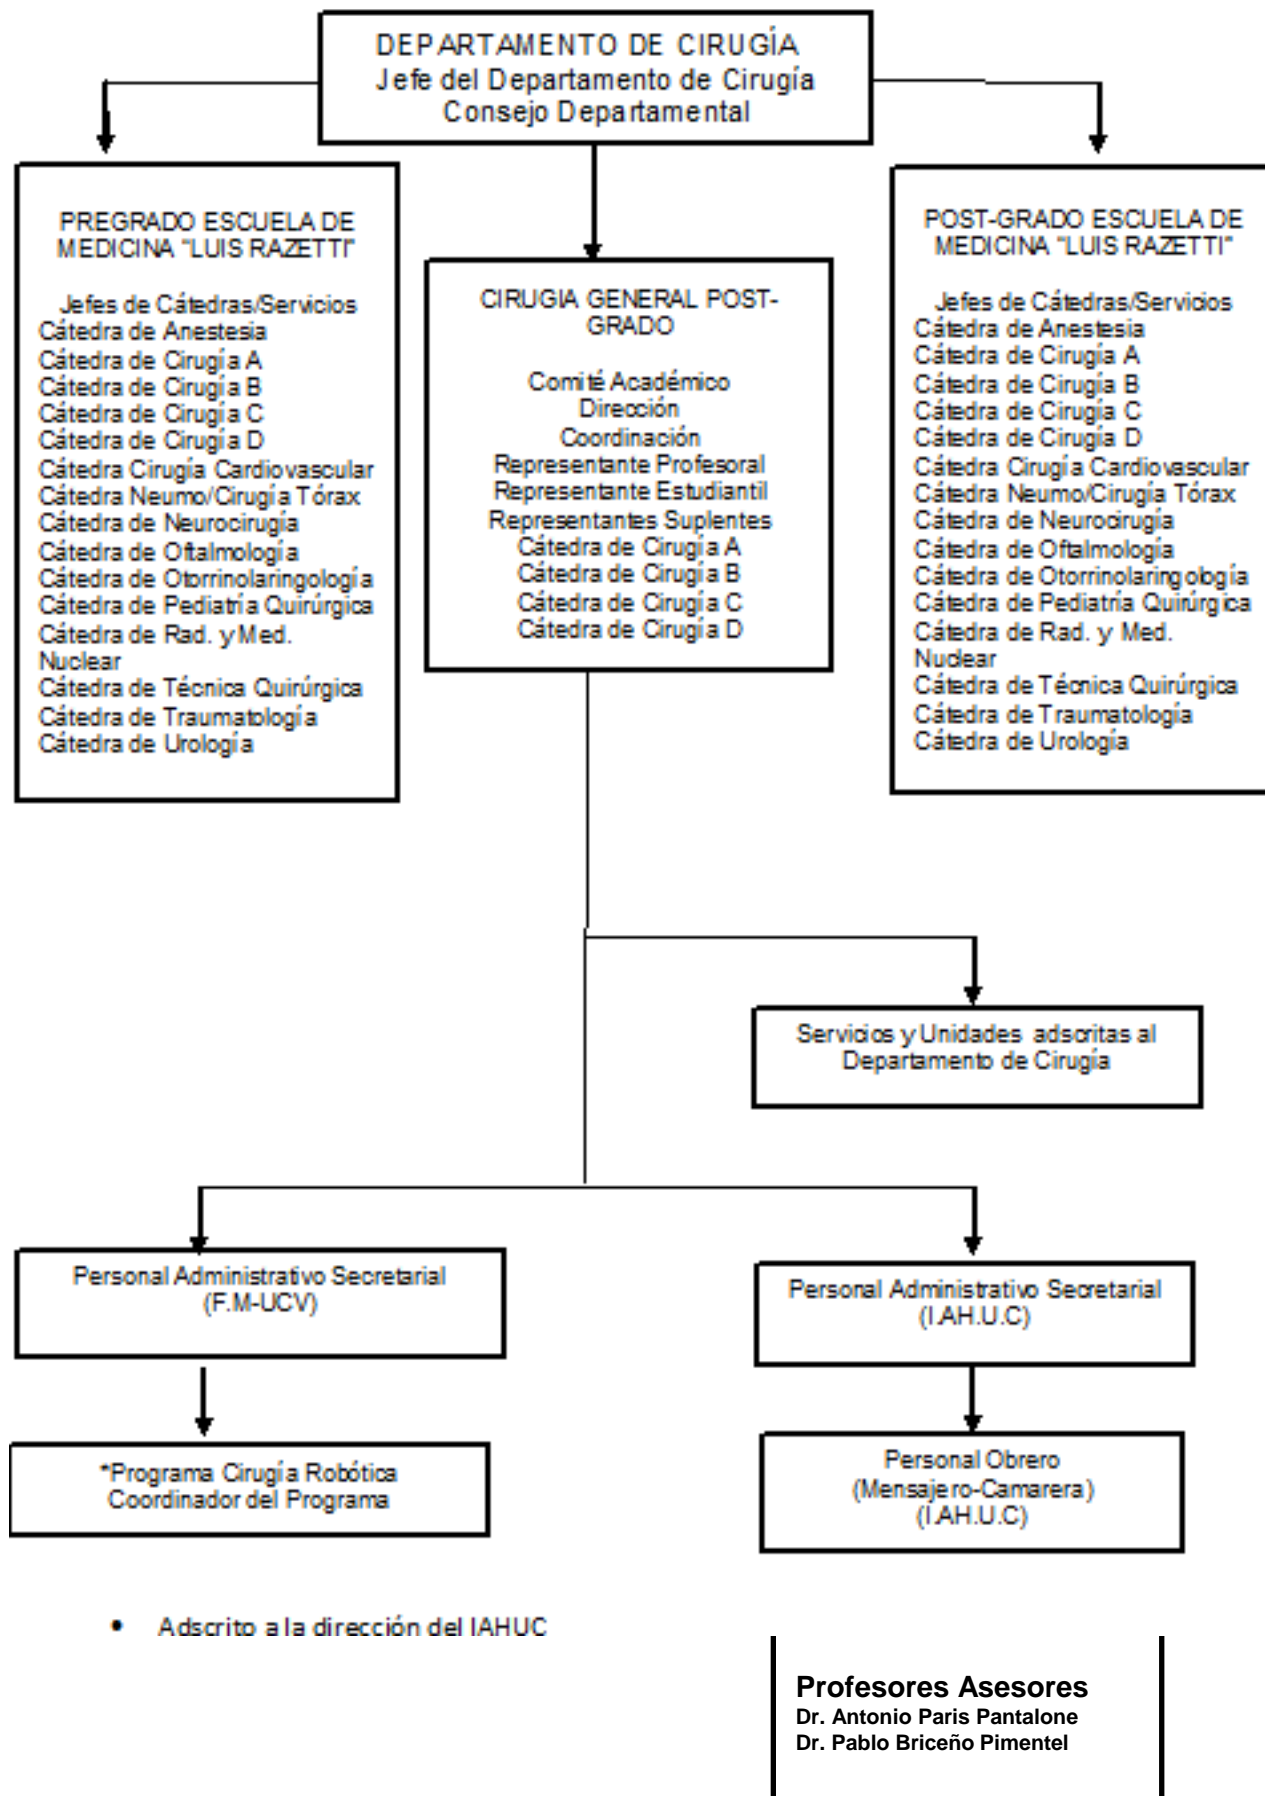 DEPARTAMENTO DE CIRUGÍA
Jefe del Departamento de Cirugía
Consejo Departamental
PREGRADO ESCUELA DE
MEDICINA "LUIS RAZETTI"
Jefes de Cátedras/Servicios
Cátedra de Anestesia
Cátedra de Cirugía A
Cátedra de Cirugía B
Cátedra de Cirugía C
Cátedra de Cirugía D
Cátedra Cirugía Cardiovascular
Cátedra Neumo/Cirugía Tórax
Cátedra de Neurocirugía
Cátedra de Oftalmología
Cátedra de Otorrinolaringología
Cátedra de Pediatría Quirúrgica
Cátedra de Rad. y Med.
Nuclear
Cátedra de Técnica Quirúrgica
Cátedra de Traumatología
Cátedra de Urología
CIRUGIA GENERAL POST-
GRADO
Comité Académico
Dirección
Coordinación
Representante Profesoral
Representante Estudiantil
Representantes Suplentes
Cátedra de Cirugía A
Cátedra de Cirugía B
Cátedra de Cirugía C
Cátedra de Cirugía D
POST-GRADO ESCUELA DE
MEDICINA "LUIS RAZETTI"
Jefes de Cátedras/Servicios
Cátedra de Anestesia
Cátedra de Cirugía A
Cátedra de Cirugía B
Cátedra de Cirugía C
Cátedra de Cirugía D
Cátedra Cirugía Cardiovascular
Cátedra Neumo/Cirugía Tórax
Cátedra de Neurocirugía
Cátedra de Oftalmología
Cátedra de Otorrinolaringología
Cátedra de Pediatría Quirúrgica
Cátedra de Rad. y Med.
Nuclear
Cátedra de Técnica Quirúrgica
Cátedra de Traumatología
Cátedra de Urología
Servicios y Unidades adscritas al
Departamento de Cirugía
Personal Administrativo Secretarial
(F.M-UCV)
Personal Administrativo Secretarial
(I.AH.U.C)
*Programa Cirugía Robótica
Coordinador del Programa
Personal Obrero
(Mensajero-Camarera)
(I.AH.U.C)
• Adscrito a la dirección del IAHUC
Profesores Asesores
Dr. Antonio Paris Pantalone
Dr. Pablo Briceño Pimentel